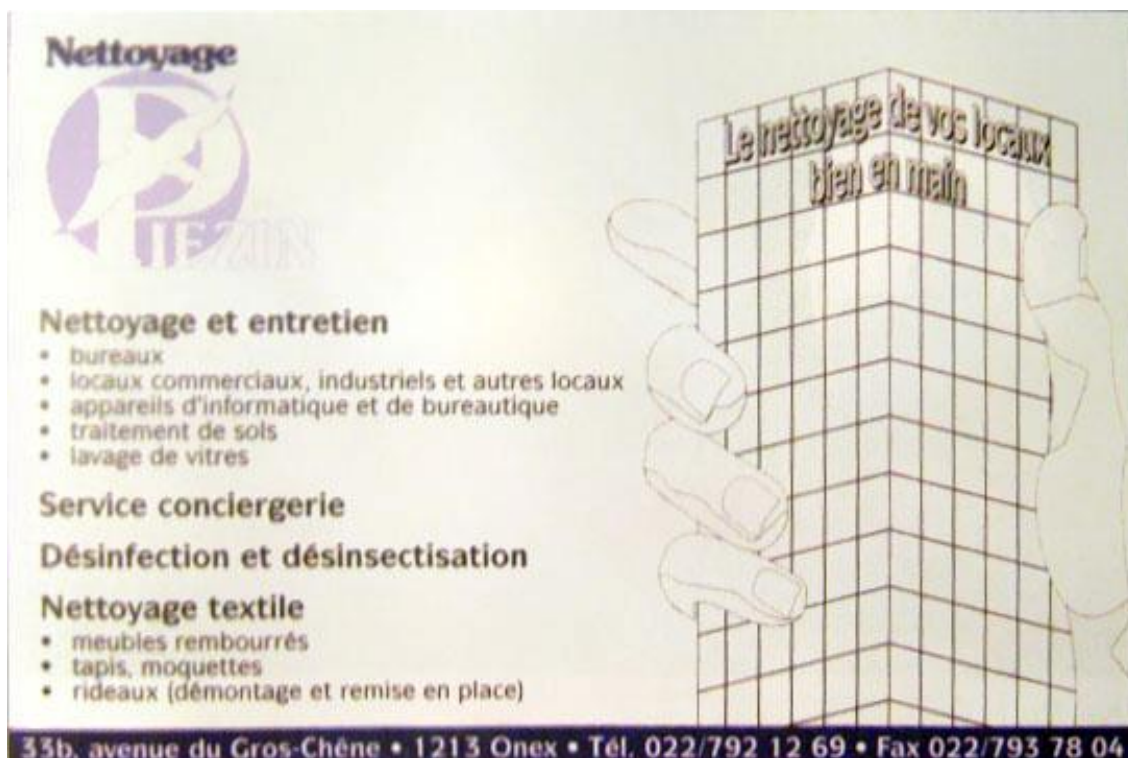 Nettoyage
PIEZON
Le nettoyage de vos locaux
bien en main
Nettoyage et entretien
• bureaux
• locaux commerciaux, industriels et autres locaux
• appareils d'informatique et de bureautique
• traitement de sols
• lavage de vitres
Service conciergerie
Désinfection et désinsectisation
Nettoyage textile
• meubles rembourrés
• tapis, moquettes
• rideaux (démontage et remise en place)
33b, avenue du Gros-Chêne • 1213 Onex • Tél. 022/792 12 69 • Fax 022/793 78 04